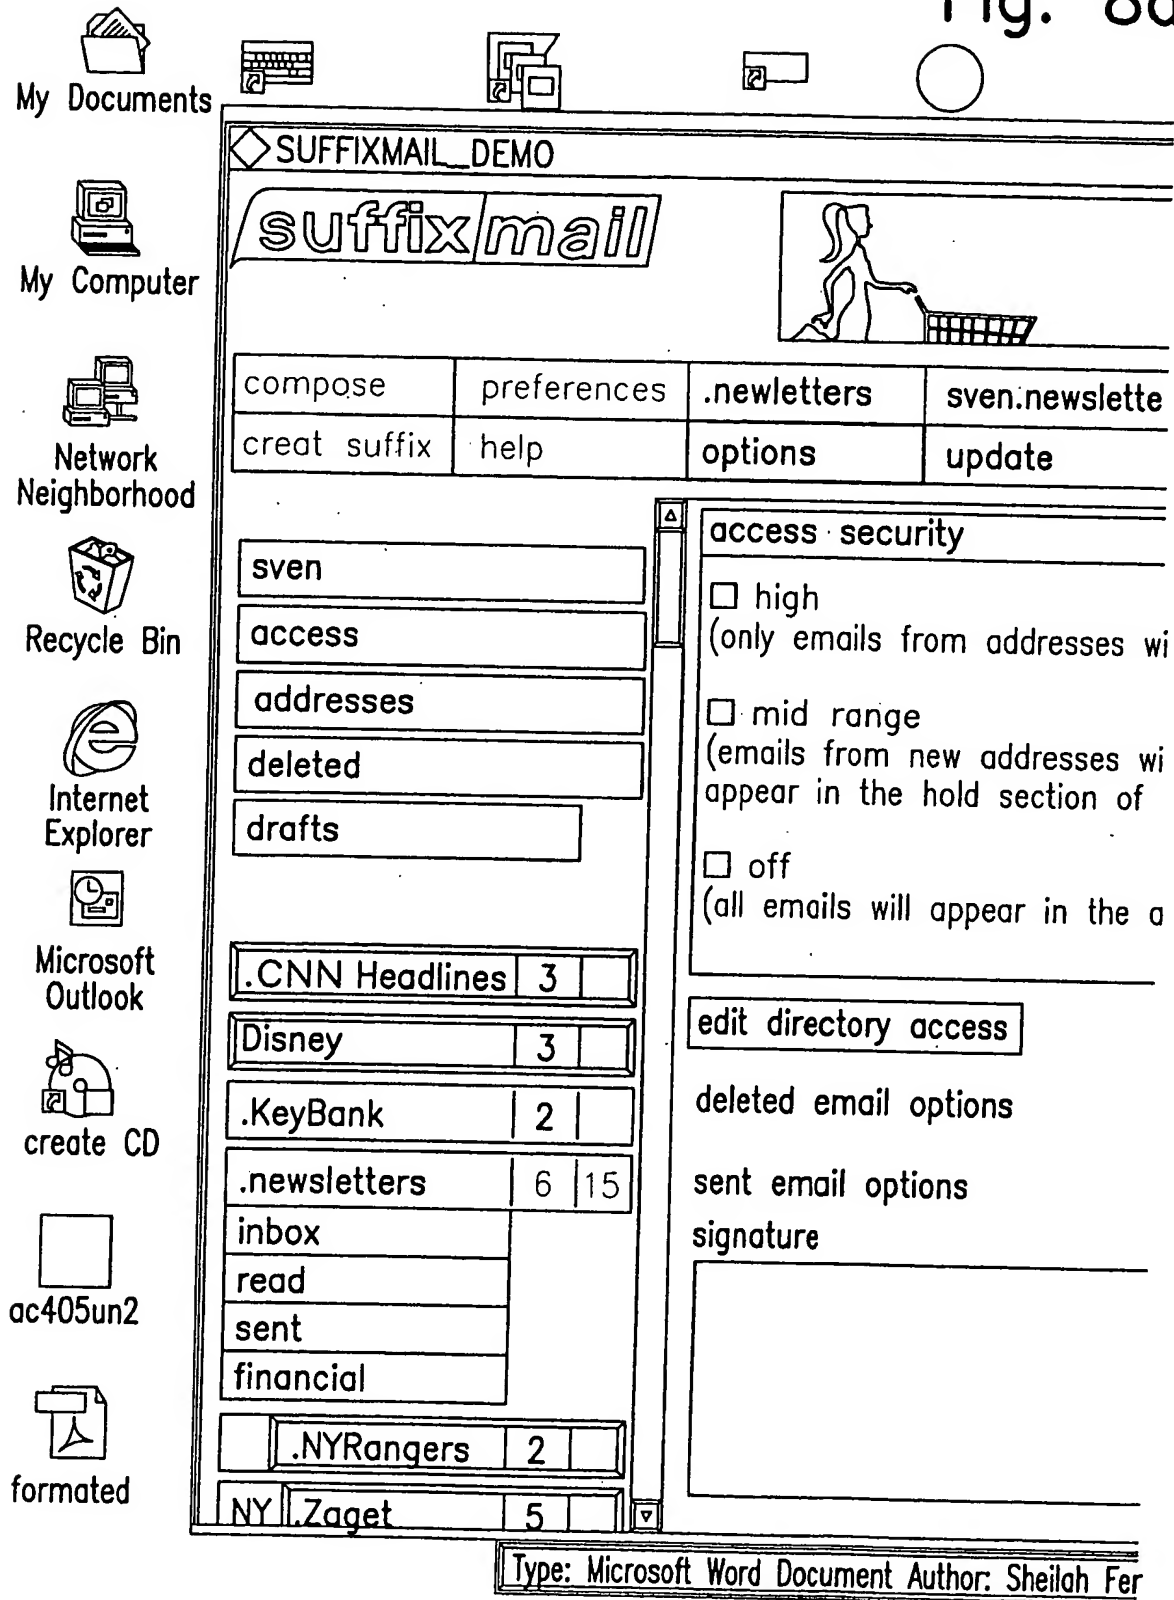 Fig. 8a
My Documents
SUFFIXMAIL_DEMO
suffix mail
My Computer
compose preferences .newletters sven.newslette
creat suffix help options update
Network
Neighborhood
access security
sven
high
access
(only emails from addresses wi
Recycle Bin
addresses
mid range
(emails from new addresses wi
deleted
appear in the hold section of
Internet
Explorer
drafts
off
(all emails will appear in the a
Microsoft
Outlook
.CNN Headlines 3
edit directory access
Disney 3
.KeyBank 2
deleted email options
create CD
.newsletters 6 15
sent email options
inbox
signature
read
ac405un2
sent
financial
.NYRangers 2
formated
NY .Zaget 5
Type: Microsoft Word Document Author: Sheilah Fer